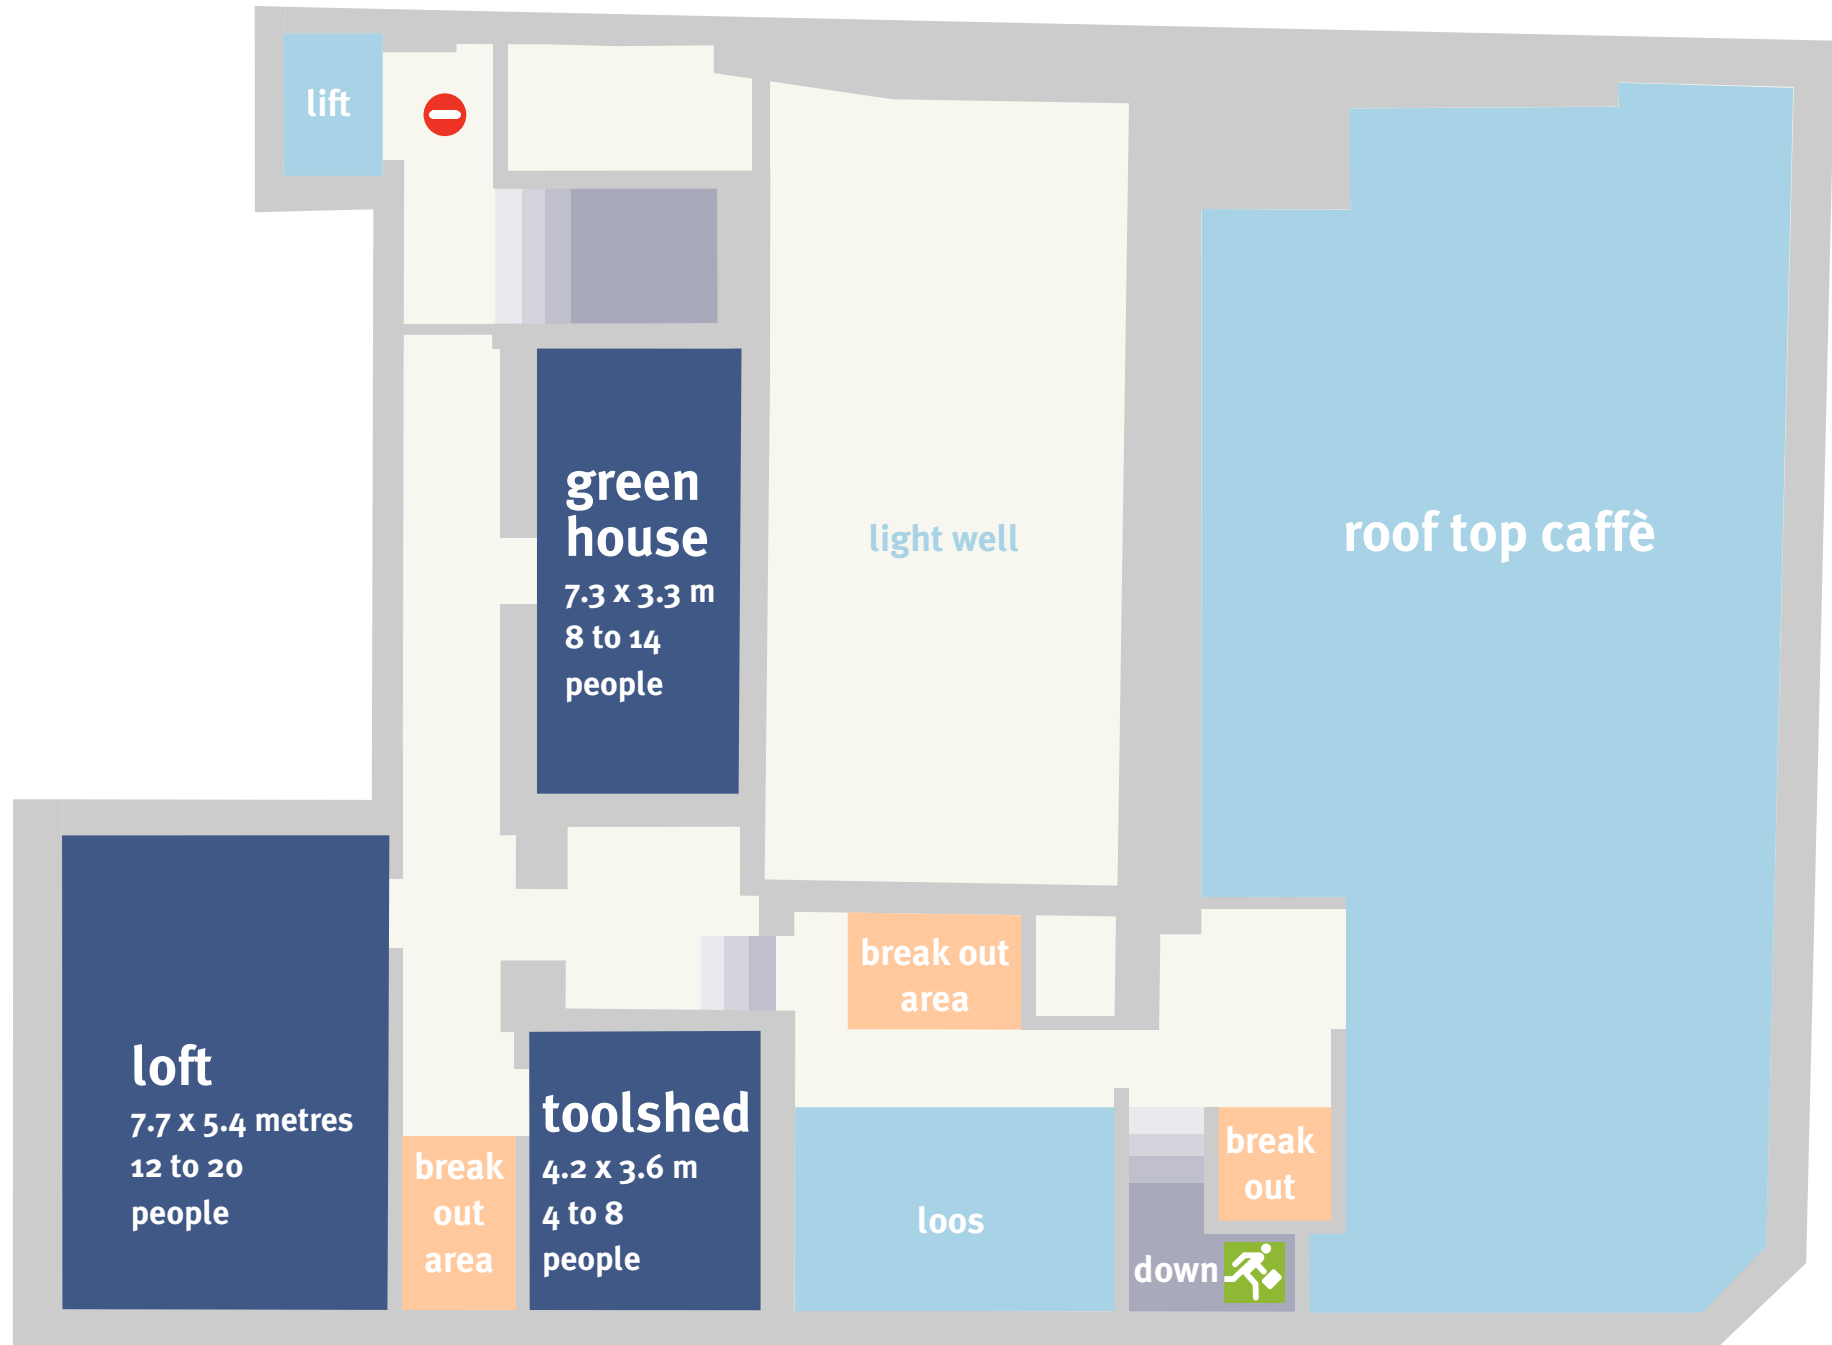 lift
green
house
7.3 x 3.3 m
8 to 14
people
light well
roof top caffè
loft
7.7 x 5.4 metres
12 to 20
people
break
out
area
toolshed
4.2 x 3.6 m
4 to 8
people
break out
area
loos
break
out
down